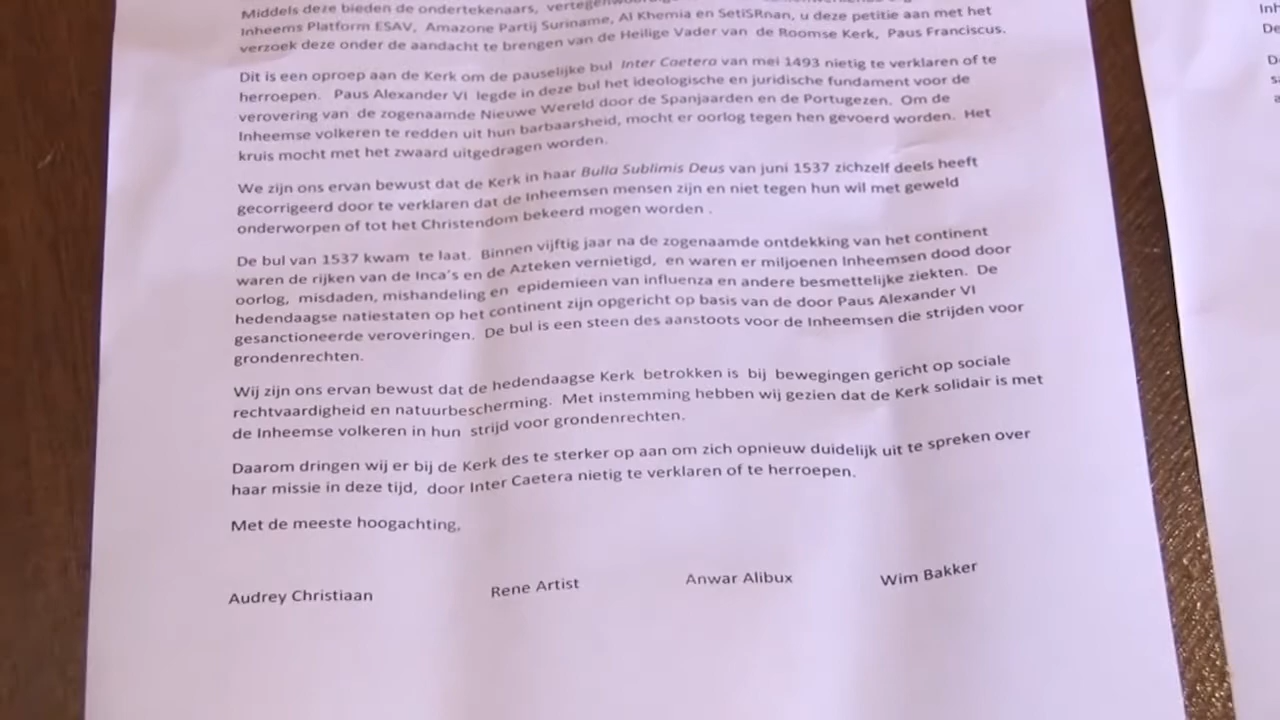 Middels deze bieden de ondertekenaars,
Inheems Platform ESAV, Amazone Partij Suriname, Al Khemia en SetiSRnan, u deze petitie aan met het
verzoek deze onder de aandacht te brengen van de Heilige Vader van de Roomse Kerk, Paus Franciscus.
Dit is een oproep aan de Kerk om de pauselijke bul Inter Caetera van mei 1493 nietig te verklaren of te
herroepen. Paus Alexander VI legde in deze bul het ideologische en juridische fundament voor de
verovering van de zogenaamde Nieuwe Wereld door de Spanjaarden en de Portugezen. Om de
Inheemse volkeren te redden uit hun barbaarsheid, mocht er oorlog tegen hen gevoerd worden. Het
kruis mocht met het zwaard uitgedragen worden.
We zijn ons ervan bewust dat de Kerk in haar Bulla Sublimis Deus van juni 1537 zichzelf deels heeft
gecorrigeerd door te verklaren dat de Inheemsen mensen zijn en niet tegen hun wil met geweld
onderworpen of tot het Christendom bekeerd mogen worden .
De bul van 1537 kwam te laat. Binnen vijftig jaar na de zogenaamde ontdekking van het continent
waren de rijken van de Inca's en de Azteken vernietigd, en waren er miljoenen Inheemsen dood door
oorlog, misdaden, mishandeling en epidemieen van influenza en andere besmettelijke ziekten. De
hedendaagse natiestaten op het continent zijn opgericht op basis van de door Paus Alexander VI
gesanctioneerde veroveringen. De bul is een steen des aanstoots voor de Inheemsen die strijden voor
grondenrechten.
Wij zijn ons ervan bewust dat de hedendaagse Kerk betrokken is bij bewegingen gericht op sociale
rechtvaardigheid en natuurbescherming. Met instemming hebben wij gezien dat de Kerk solidair is met
de Inheemse volkeren in hun strijd voor grondenrechten.
Daarom dringen wij er bij de Kerk des te sterker op aan om zich opnieuw duidelijk uit te spreken over
haar missie in deze tijd, door Inter Caetera nietig te verklaren of te herroepen.
Met de meeste hoogachting,
Audrey Christiaan Rene Artist Anwar Alibux Wim Bakker
Inh
De